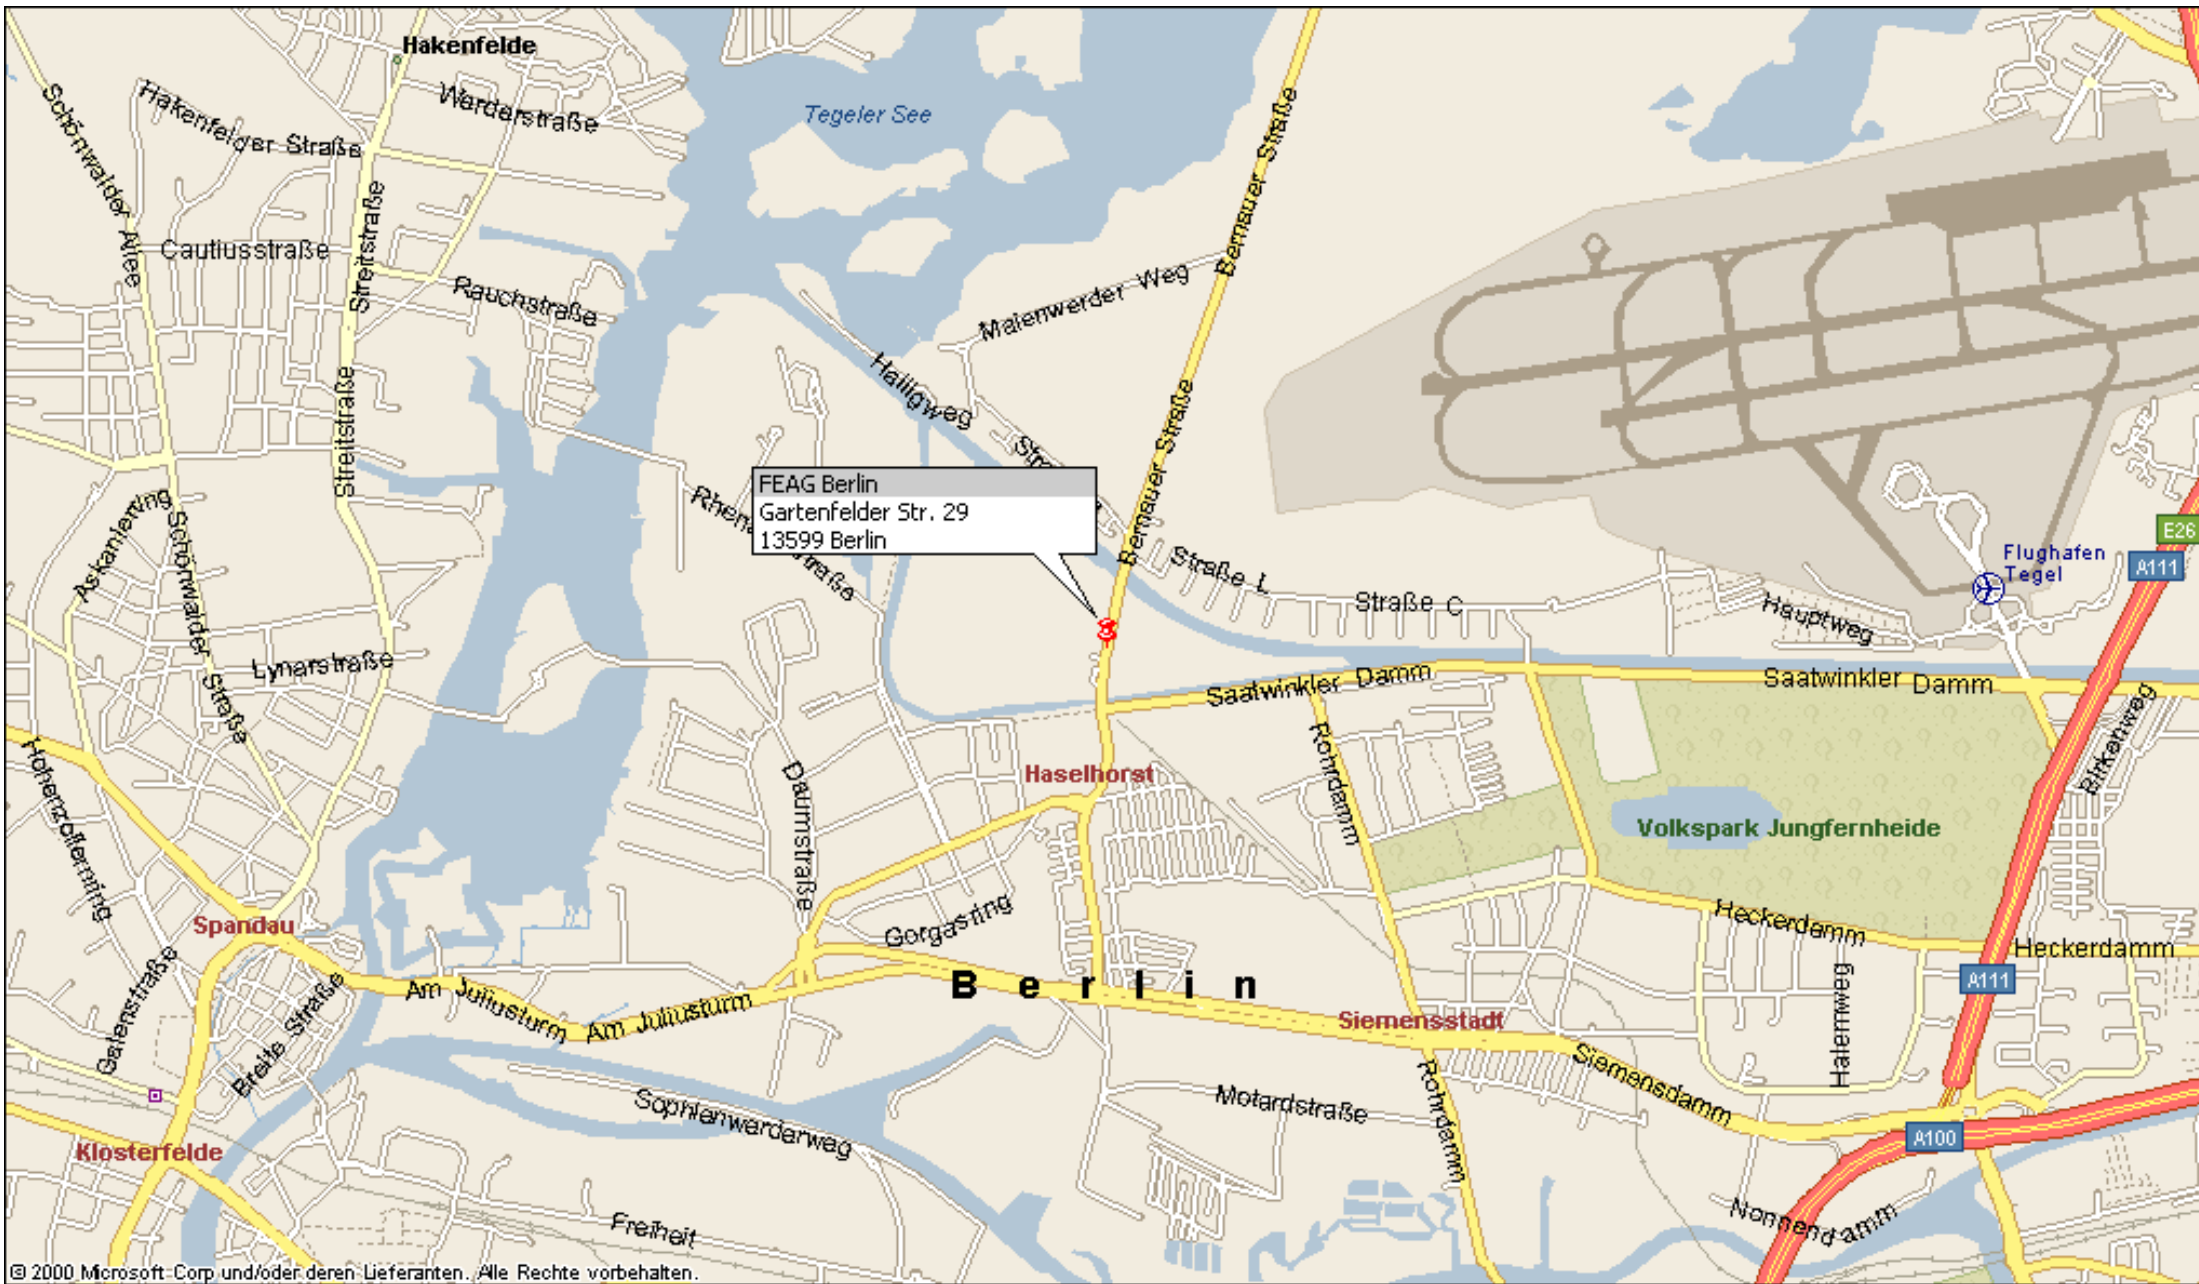 Hakenfelde
Werderstraße
Hakenfelder Straße
Schönwalder Allee
Tegeler See
Bernauer Straße
Streitstraße
Cautiusstraße
Rauchstraße
Maienwerder Weg
Bernauer Straße
Halligweg
Streitstraße
Bernauer Straße
FEAG Berlin
Gartenfelder Str. 29
13599 Berlin
Askanierring
Schönwalder Straße
E26
A111
Flughafen
Tegel
Straße L
Straße C
Hauptweg
Lynarstraße
Saatwinkler Damm
Saatwinkler Damm
Birkenweg
Hohenzollernring
Daumstraße
Haselhorst
Rohrdamm
Volkspark Jungfernheide
Spandau
Gorgasring
Heckerdamm
Heckerdamm
Galenstraße
Breite Straße
Am Juliusturm
Am Juliusturm
Berlin
Siemensstadt
A111
Halemweg
Siemensdamm
Sophienwerderweg
Motardstraße
Rohrdamm
A100
Klosterfelde
Freiheit
Nonnendamm
© 2000 Microsoft Corp und/oder deren Lieferanten. Alle Rechte vorbehalten.